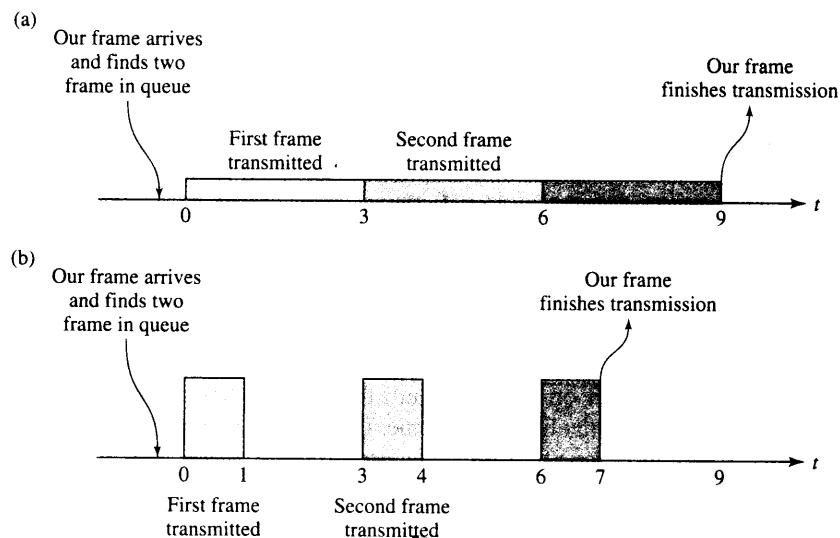 (a)
Our frame arrives
and finds two
frame in queue
Our frame
finishes transmission
First frame
transmitted
Second frame
transmitted
0 3 6 9 t
(b)
Our frame arrives
and finds two
frame in queue
Our frame
finishes transmission
0 1 3 4 6 7 9 t
First frame
transmitted
Second frame
transmitted